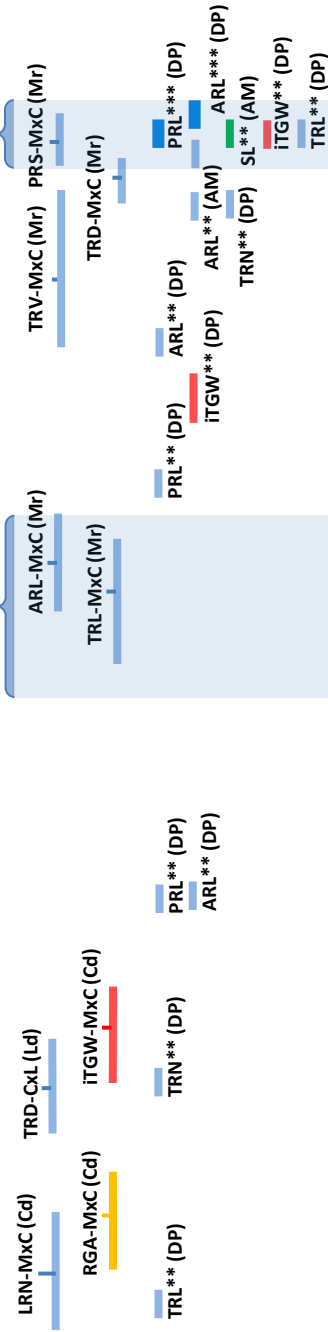 LRN-MxC (Cd)
TRD-CxL (Ld)
RGA-MxC (Cd)
iTGW-MxC (Cd)
TRL** (DP)
TRN** (DP)
PRL** (DP)
ARL** (DP)
ARL-MxC (Mr)
TRL-MxC (Mr)
TRV-MxC (Mr)
PRS-MxC (Mr)
TRD-MxC (Mr)
PRL** (DP)
iTGW** (DP)
ARL** (DP)
ARL** (AM)
TRN** (DP)
PRL*** (DP)
ARL*** (DP)
SL** (AM)
iTGW** (DP)
TRL** (DP)